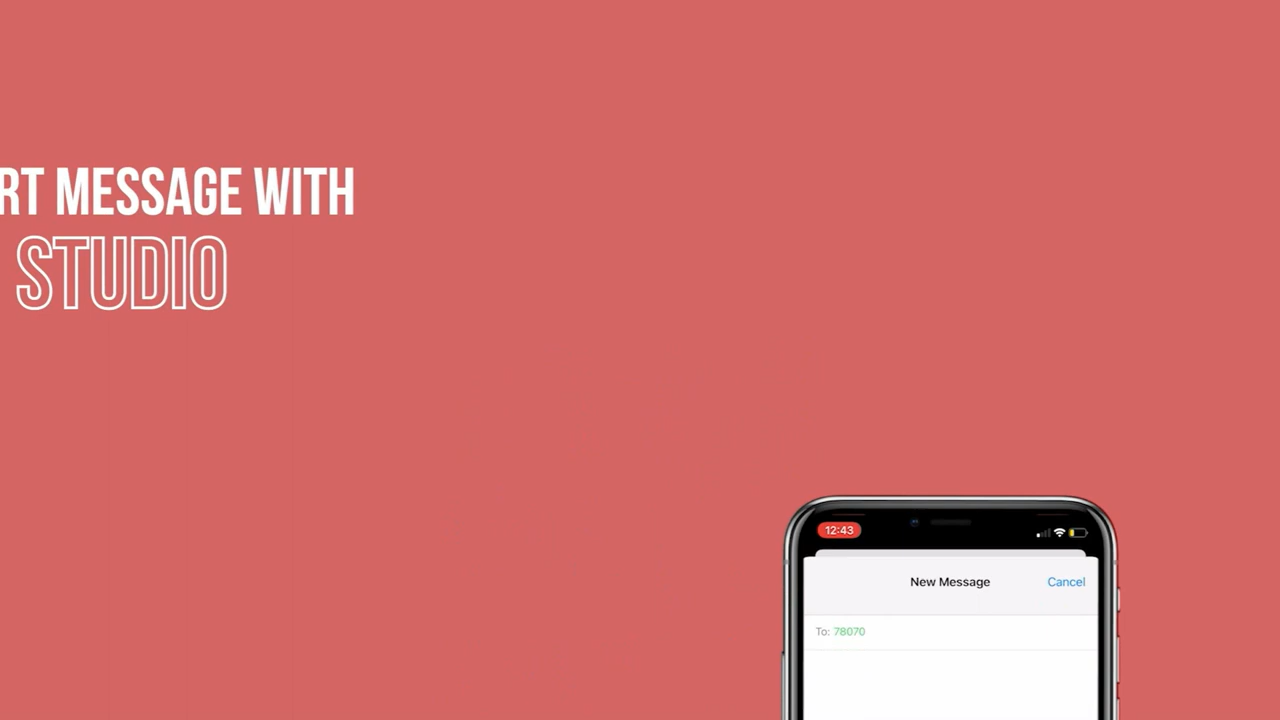 RT MESSAGE WITH
STUDIO
12:43
New Message
Cancel
To: 78070